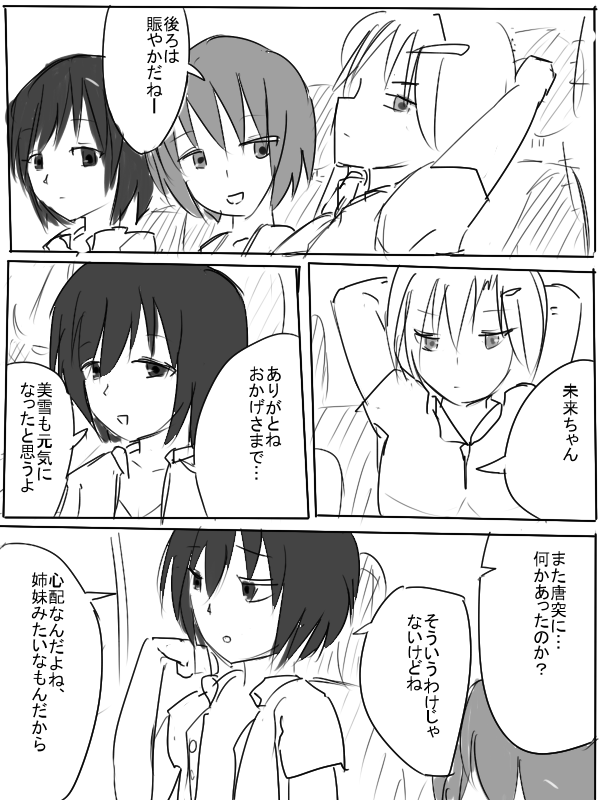 後ろは
賑やかだねー
未来ちゃん
ありがとね
おかげさまで…
美雪も元気に
なったと思うよ
また唐突に…
何かあったのか？
そういうわけじゃ
ないけどね
心配なんだよね、
姉妹みたいなもんだから